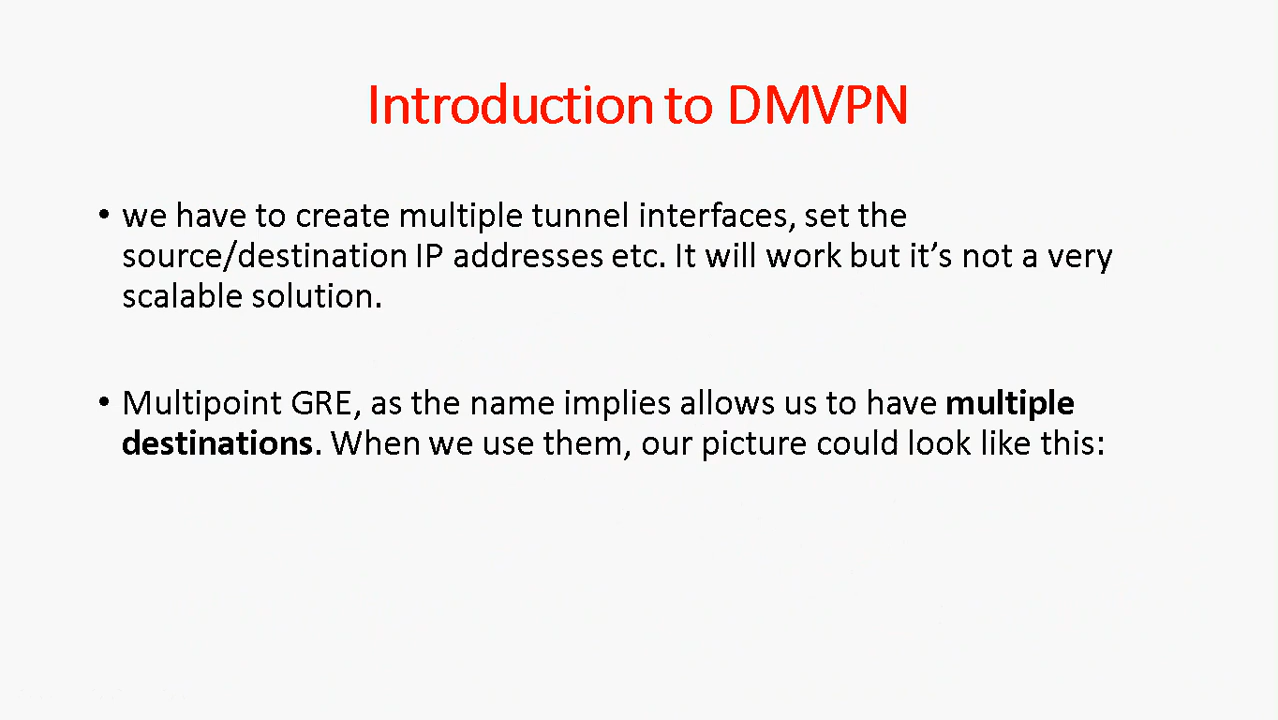 Introduction to DMVPN
• we have to create multiple tunnel interfaces, set the
source/destination IP addresses etc. It will work but it’s not a very
scalable solution.
• Multipoint GRE, as the name implies allows us to have multiple
destinations. When we use them, our picture could look like this: